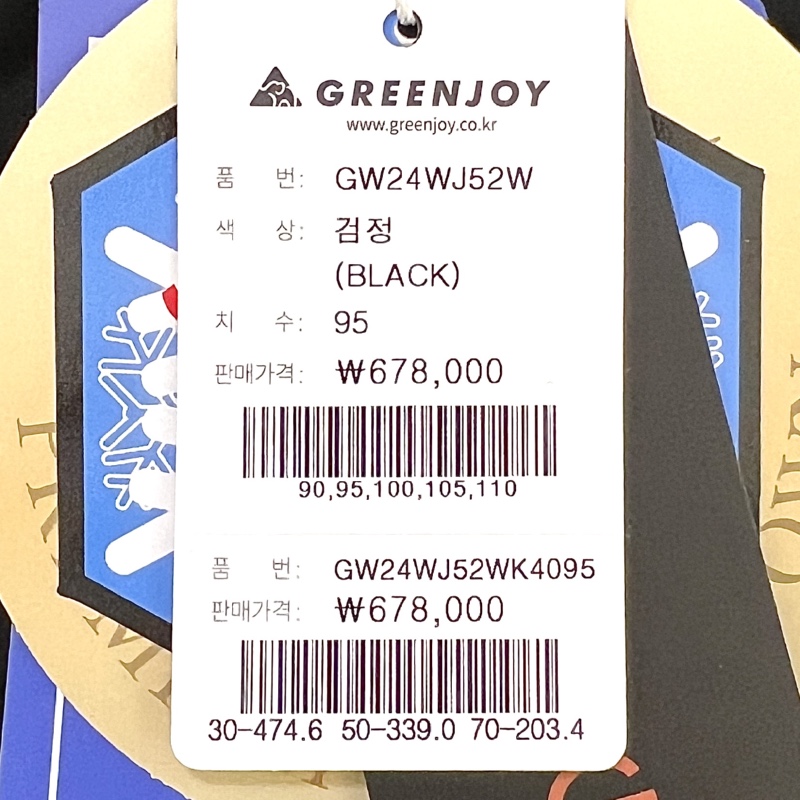 GREENJOY
www.greenjoy.co.kr
품 번: GW24WJ52W
색 상: 검정
(BLACK)
치 수: 95
판매가격: ₩678,000
90,95,100,105,110
품 번: GW24WJ52WK4095
판매가격: ₩678,000
30-474.6 50-339.0 70-203.4